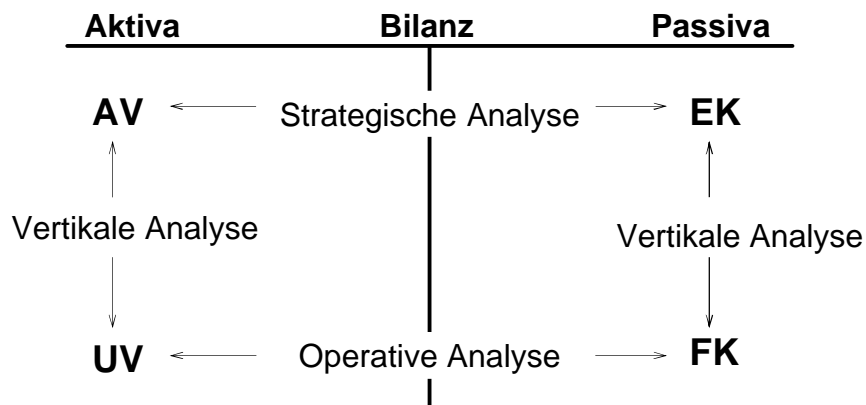 Aktiva Bilanz Passiva
AV Strategische Analyse EK
Vertikale Analyse Vertikale Analyse
UV Operative Analyse FK